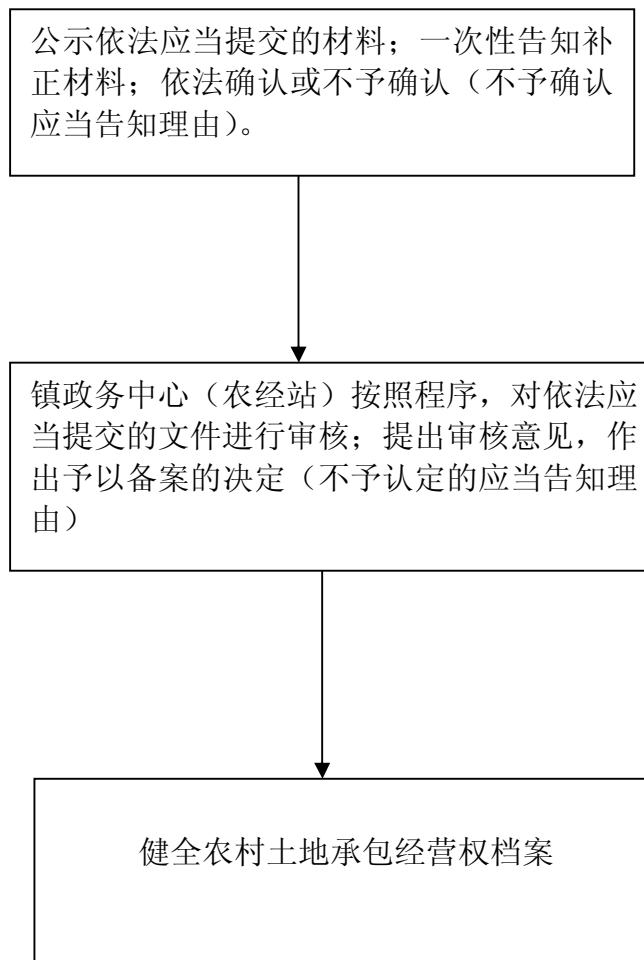 公示依法应当提交的材料；一次性告知补
正材料；依法确认或不予确认（不予确认
应当告知理由）。
镇政务中心（农经站）按照程序，对依法应
当提交的文件进行审核；提出审核意见，作
出予以备案的决定（不予认定的应当告知理
由）
健全农村土地承包经营权档案